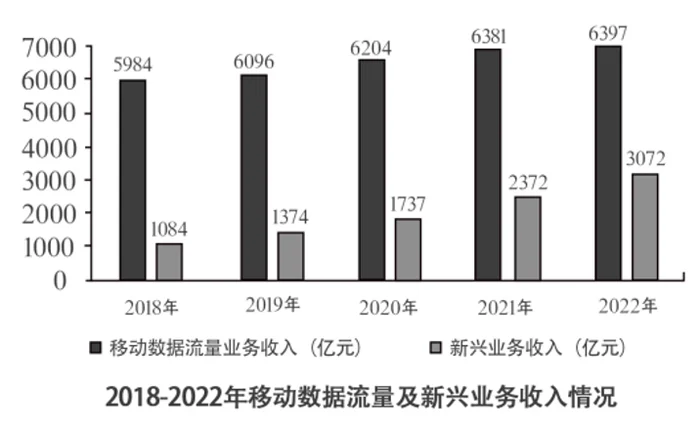 7000
6000
5000
4000
3000
2000
1000
0
5984
1084
6096
1374
6204
1737
6381
2372
6397
3072
2018年
2019年
2020年
2021年
2022年
移动数据流量业务收入（亿元）
新兴业务收入（亿元）
2018-2022年移动数据流量及新兴业务收入情况